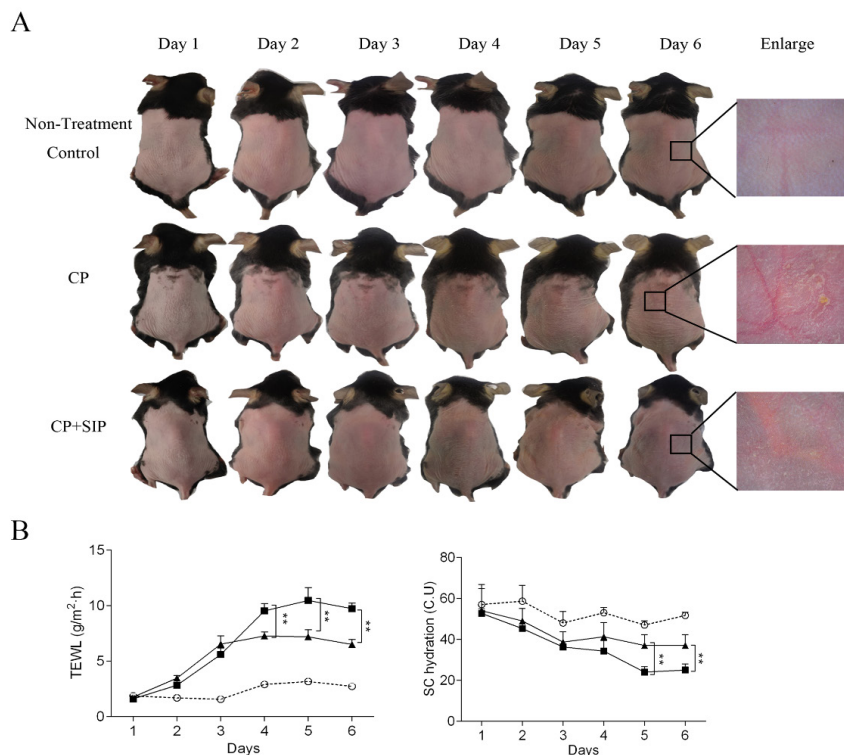 A
Day 1 Day 2 Day 3 Day 4 Day 5 Day 6 Enlarge
Non-Treatment
Control
CP
CP+SIP
B
TEWL (g/m²·h)
15
10
5
0
**
**
**
1 2 3 4 5 6
Days
SC hydration (C.U)
80
60
40
20
0
**
**
1 2 3 4 5 6
Days